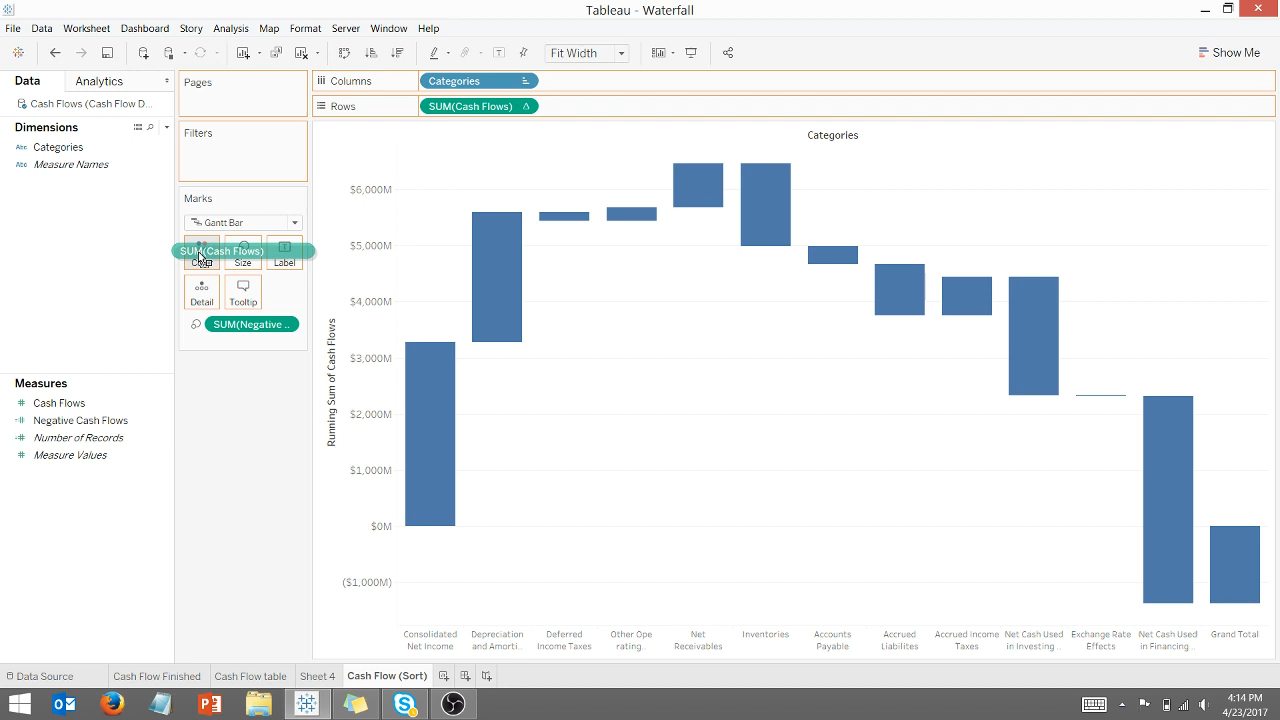 Tableau - Waterfall
File Data Worksheet Dashboard Story Analysis Map Format Server Window Help
Fit Width
Show Me
Data Analytics
Cash Flows (Cash Flow D...
Dimensions
Abc Categories
Abc Measure Names
Measures
Cash Flows
Negative Cash Flows
Number of Records
Measure Values
Pages
Filters
Marks
Gantt Bar
SUM(Cash Flows)
Size Label
Detail Tooltip
SUM(Negative ..
Columns Categories
Rows SUM(Cash Flows) Δ
Categories
Running Sum of Cash Flows
$6,000M
$5,000M
$4,000M
$3,000M
$2,000M
$1,000M
$0M
($1,000M)
Consolidated Net Income
Depreciation and Amorti..
Deferred Income Taxes
Other Ope rating..
Net Receivables
Inventories
Accounts Payable
Accrued Liabilites
Accrued Income Taxes
Net Cash Used in Investing ..
Exchange Rate Effects
Net Cash Used in Financing ..
Grand Total
Data Source Cash Flow Finished Cash Flow table Sheet 4 Cash Flow (Sort)
4:14 PM
4/23/2017